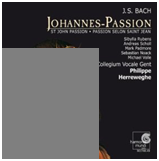 J.S. BACH
JOHANNES-PASSION
ST JOHN PASSION • PASSION SELON SAINT JEAN
Sibylla Rubens
Andreas Scholl
Mark Padmore
Sebastian Noack
Michael Volle
Collegium Vocale Gent
Philippe
Herreweghe